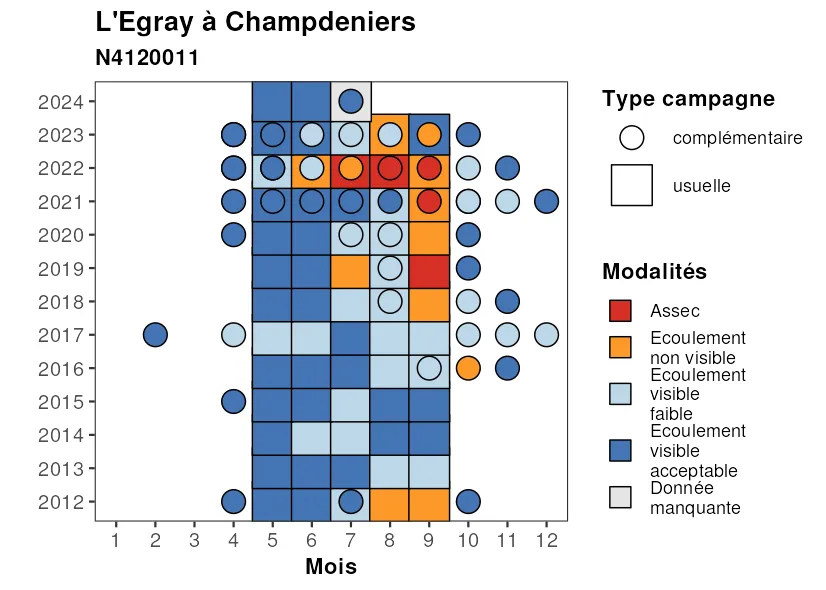 L'Egray à Champdeniers
N4120011
2024
2023
2022
2021
2020
2019
2018
2017
2016
2015
2014
2013
2012
1 2 3 4 5 6 7 8 9 10 11 12
Mois
Type campagne
complémentaire
usuelle
Modalités
Assec
Ecoulement
non visible
Ecoulement
visible
faible
Ecoulement
visible
acceptable
Donnée
manquante